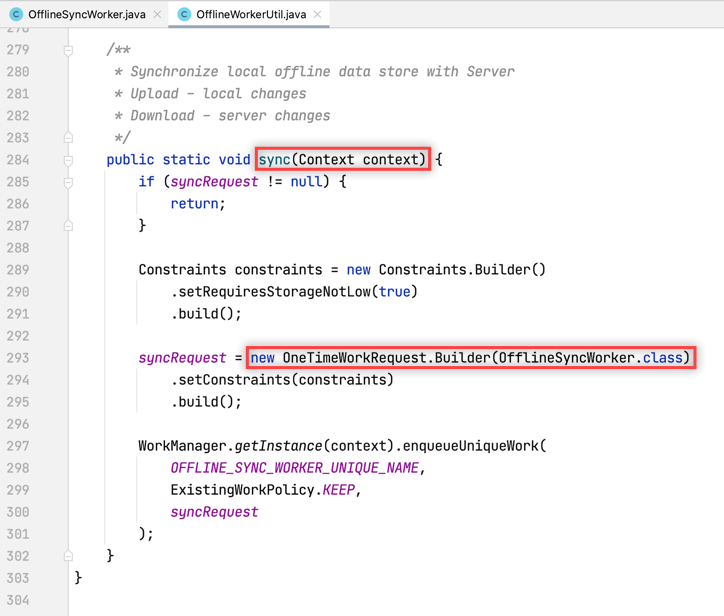 OfflineSyncWorker.java
OfflineWorkerUtil.java
278
279 /**
280 * Synchronize local offline data store with Server
281 * Upload - local changes
282 * Download - server changes
283 */
284 public static void sync(Context context) {
285 if (syncRequest != null) {
286 return;
287 }
288
289 Constraints constraints = new Constraints.Builder()
290 .setRequiresStorageNotLow(true)
291 .build();
292
293 syncRequest = new OneTimeWorkRequest.Builder(OfflineSyncWorker.class)
294 .setConstraints(constraints)
295 .build();
296
297 WorkManager.getInstance(context).enqueueUniqueWork(
298 OFFLINE_SYNC_WORKER_UNIQUE_NAME,
299 ExistingWorkPolicy.KEEP,
300 syncRequest
301 );
302 }
303 }
304